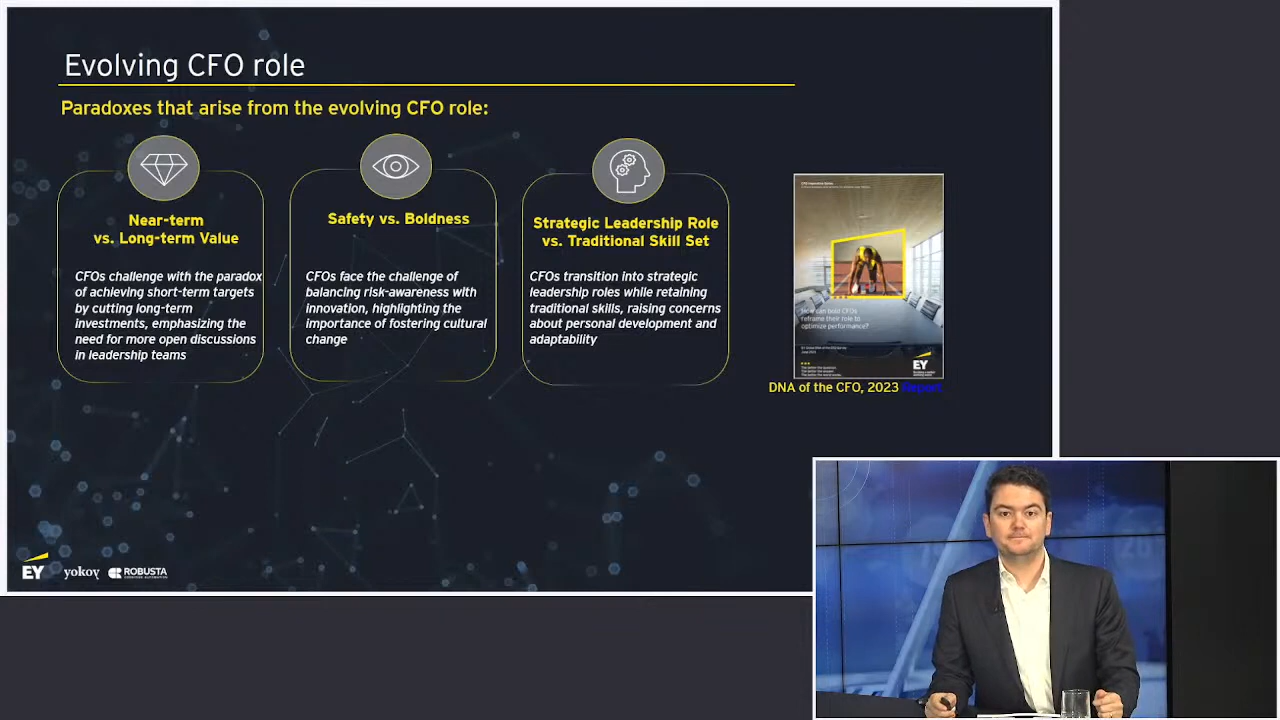 Evolving CFO role
Paradoxes that arise from the evolving CFO role:
Near-term
vs. Long-term Value
CFOs challenge with the paradox
of achieving short-term targets
by cutting long-term
investments, emphasizing the
need for more open discussions
in leadership teams
Safety vs. Boldness
CFOs face the challenge of
balancing risk-awareness with
innovation, highlighting the
importance of fostering cultural
change
Strategic Leadership Role
vs. Traditional Skill Set
CFOs transition into strategic
leadership roles while retaining
traditional skills, raising concerns
about personal development and
adaptability
How can bold CFOs
reframe their role to
optimize performance?
EY
DNA of the CFO, 2023 Report
EY
yokoy
ROBUSTA